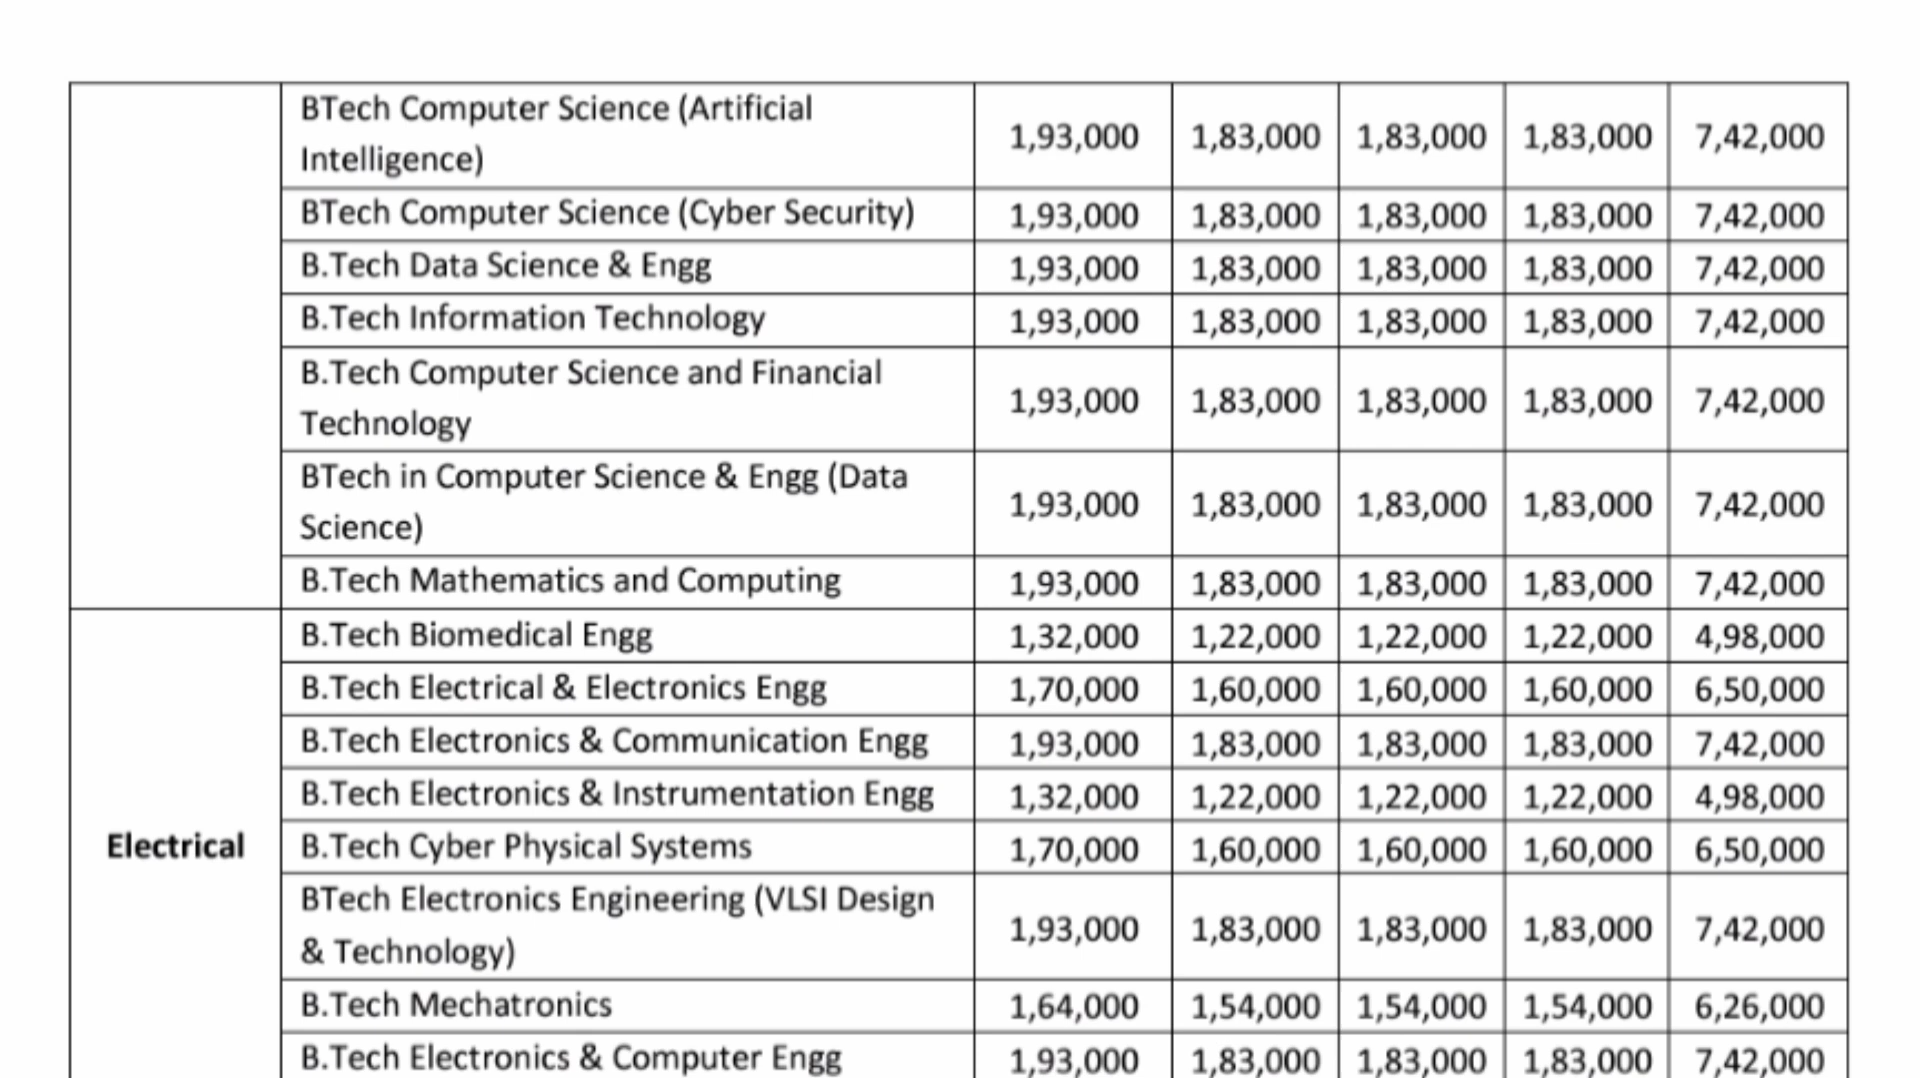 BTech Computer Science (Artificial
Intelligence) 1,93,000 1,83,000 1,83,000 1,83,000 7,42,000
BTech Computer Science (Cyber Security) 1,93,000 1,83,000 1,83,000 1,83,000 7,42,000
B.Tech Data Science & Engg 1,93,000 1,83,000 1,83,000 1,83,000 7,42,000
B.Tech Information Technology 1,93,000 1,83,000 1,83,000 1,83,000 7,42,000
B.Tech Computer Science and Financial
Technology 1,93,000 1,83,000 1,83,000 1,83,000 7,42,000
BTech in Computer Science & Engg (Data
Science) 1,93,000 1,83,000 1,83,000 1,83,000 7,42,000
B.Tech Mathematics and Computing 1,93,000 1,83,000 1,83,000 1,83,000 7,42,000
B.Tech Biomedical Engg 1,32,000 1,22,000 1,22,000 1,22,000 4,98,000
B.Tech Electrical & Electronics Engg 1,70,000 1,60,000 1,60,000 1,60,000 6,50,000
B.Tech Electronics & Communication Engg 1,93,000 1,83,000 1,83,000 1,83,000 7,42,000
B.Tech Electronics & Instrumentation Engg 1,32,000 1,22,000 1,22,000 1,22,000 4,98,000
Electrical B.Tech Cyber Physical Systems 1,70,000 1,60,000 1,60,000 1,60,000 6,50,000
BTech Electronics Engineering (VLSI Design
& Technology) 1,93,000 1,83,000 1,83,000 1,83,000 7,42,000
B.Tech Mechatronics 1,64,000 1,54,000 1,54,000 1,54,000 6,26,000
B.Tech Electronics & Computer Engg 1,93,000 1,83,000 1,83,000 1,83,000 7,42,000